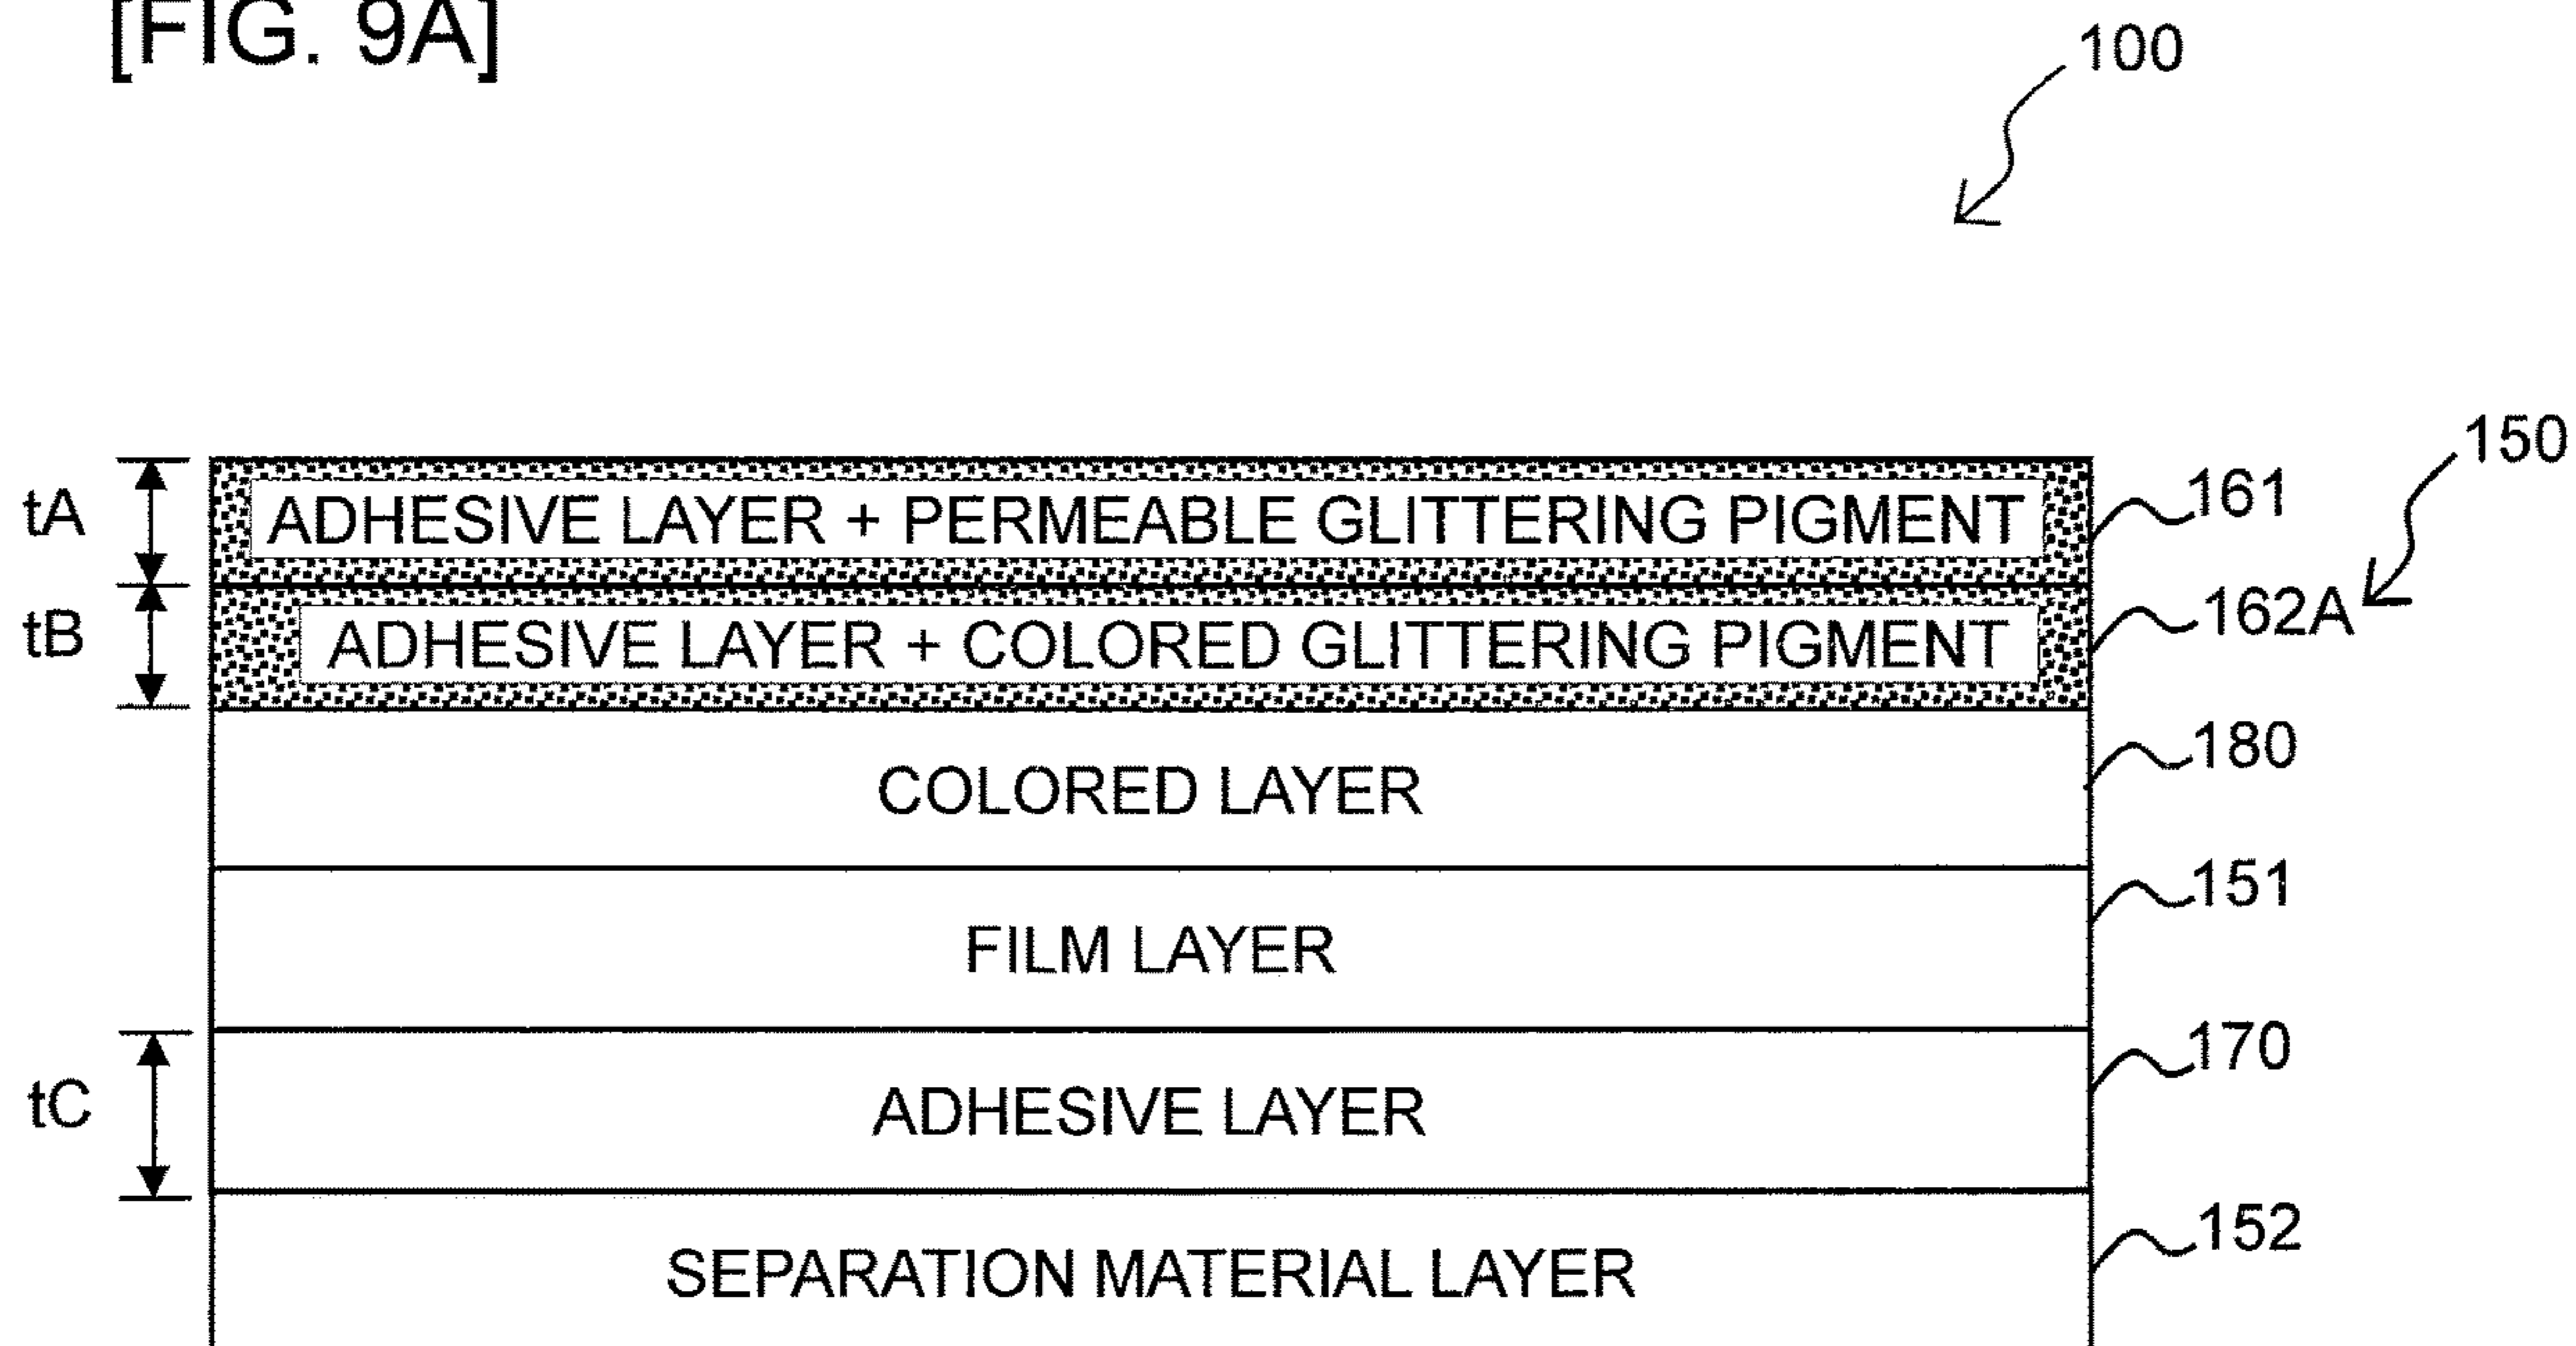 [FIG. 9A]
100
150
tA ADHESIVE LAYER + PERMEABLE GLITTERING PIGMENT 161
tB ADHESIVE LAYER + COLORED GLITTERING PIGMENT 162A
COLORED LAYER 180
FILM LAYER 151
tC ADHESIVE LAYER 170
SEPARATION MATERIAL LAYER 152